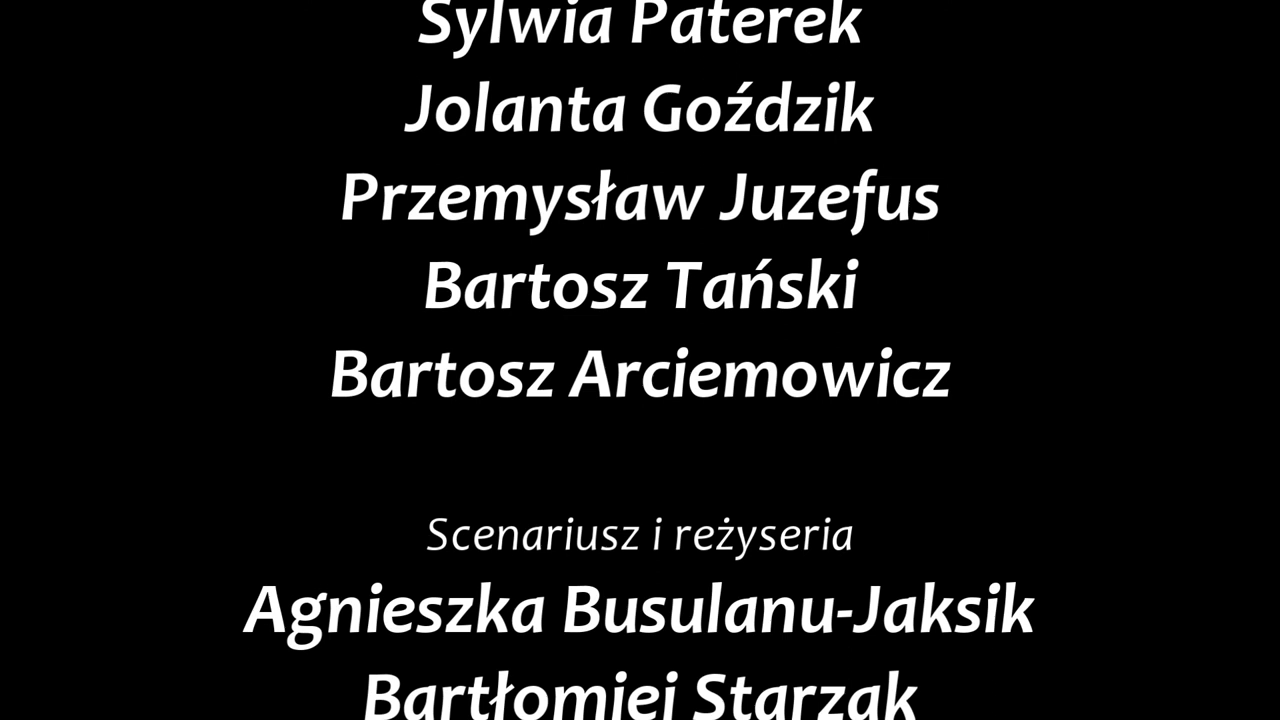 Sylwia Paterek
Jolanta Goździk
Przemysław Juzefus
Bartosz Tański
Bartosz Arciemowicz
Scenariusz i reżyseria
Agnieszka Busulanu-Jaksik
Bartłomiej Starzak